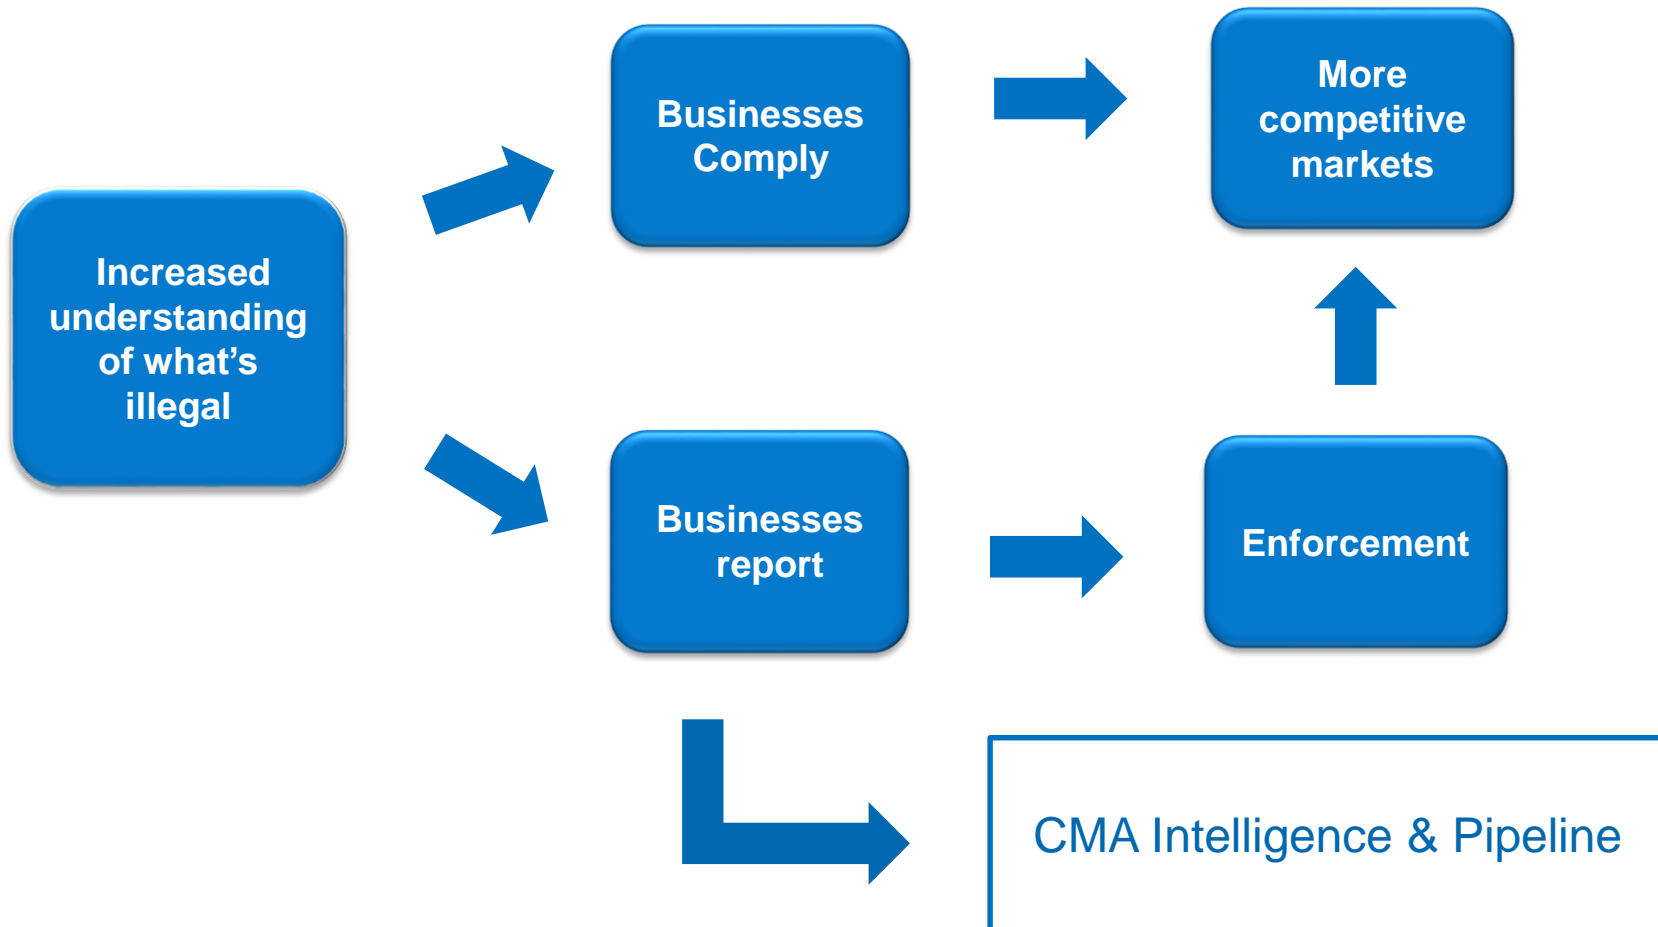 Increased
understanding
of what’s
illegal
Businesses
Comply
More
competitive
markets
Businesses
report
Enforcement
CMA Intelligence & Pipeline